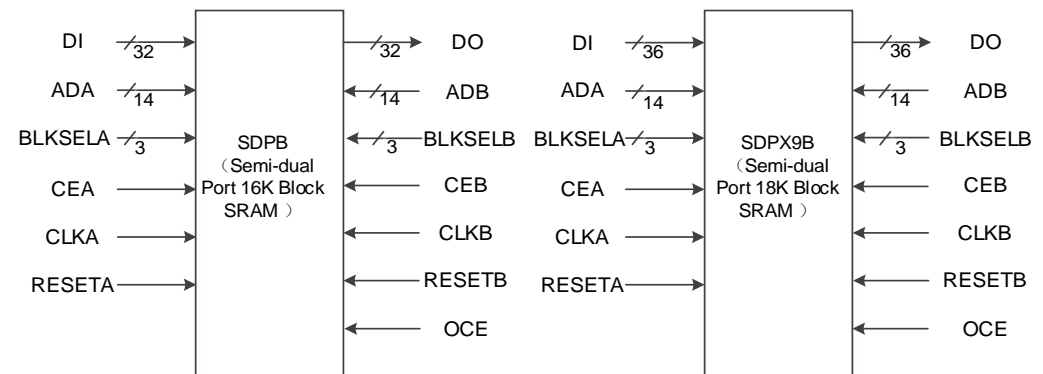 DI 32
ADA 14
BLKSELA 3
CEA
CLKA
RESETA
SDPB
（Semi-dual
Port 16K Block
SRAM ）
32 DO
14 ADB
3 BLKSELB
CEB
CLKB
RESETB
OCE
DI 36
ADA 14
BLKSELA 3
CEA
CLKA
RESETA
SDPX9B
（Semi-dual
Port 18K Block
SRAM ）
36 DO
14 ADB
3 BLKSELB
CEB
CLKB
RESETB
OCE